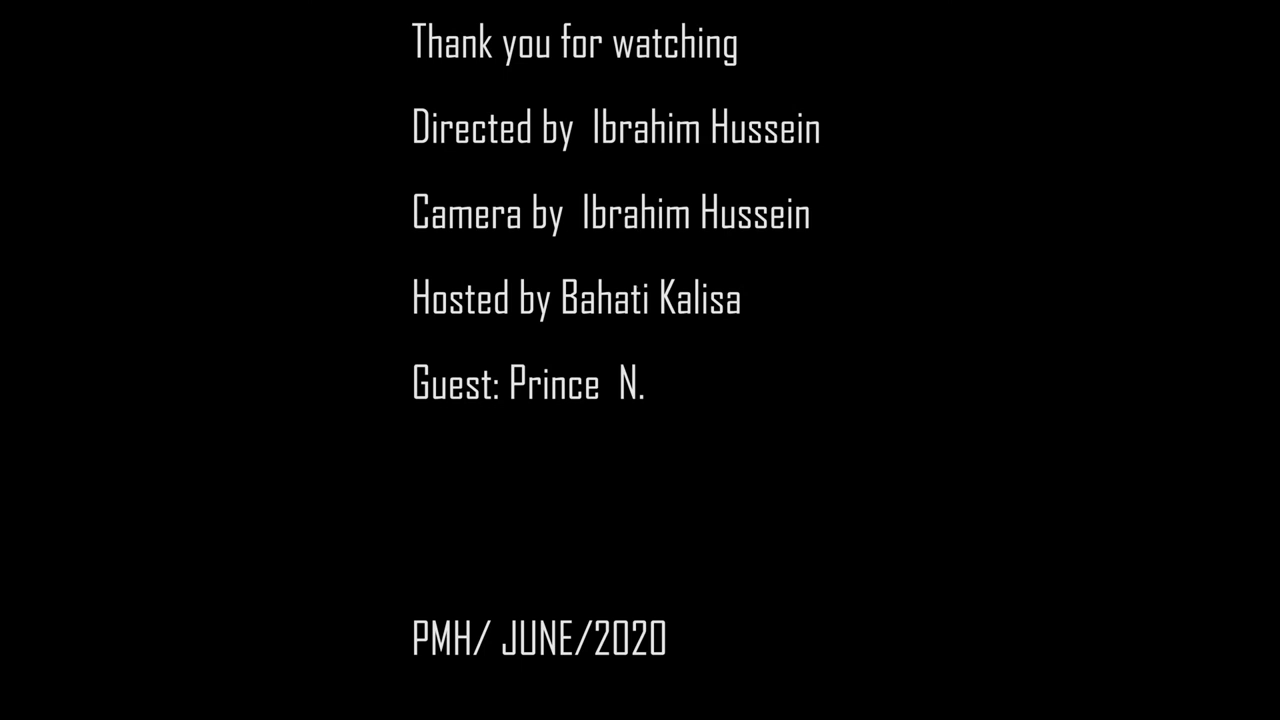 Thank you for watching
Directed by  Ibrahim Hussein
Camera by  Ibrahim Hussein
Hosted by Bahati Kalisa
Guest: Prince  N.
PMH/ JUNE/2020